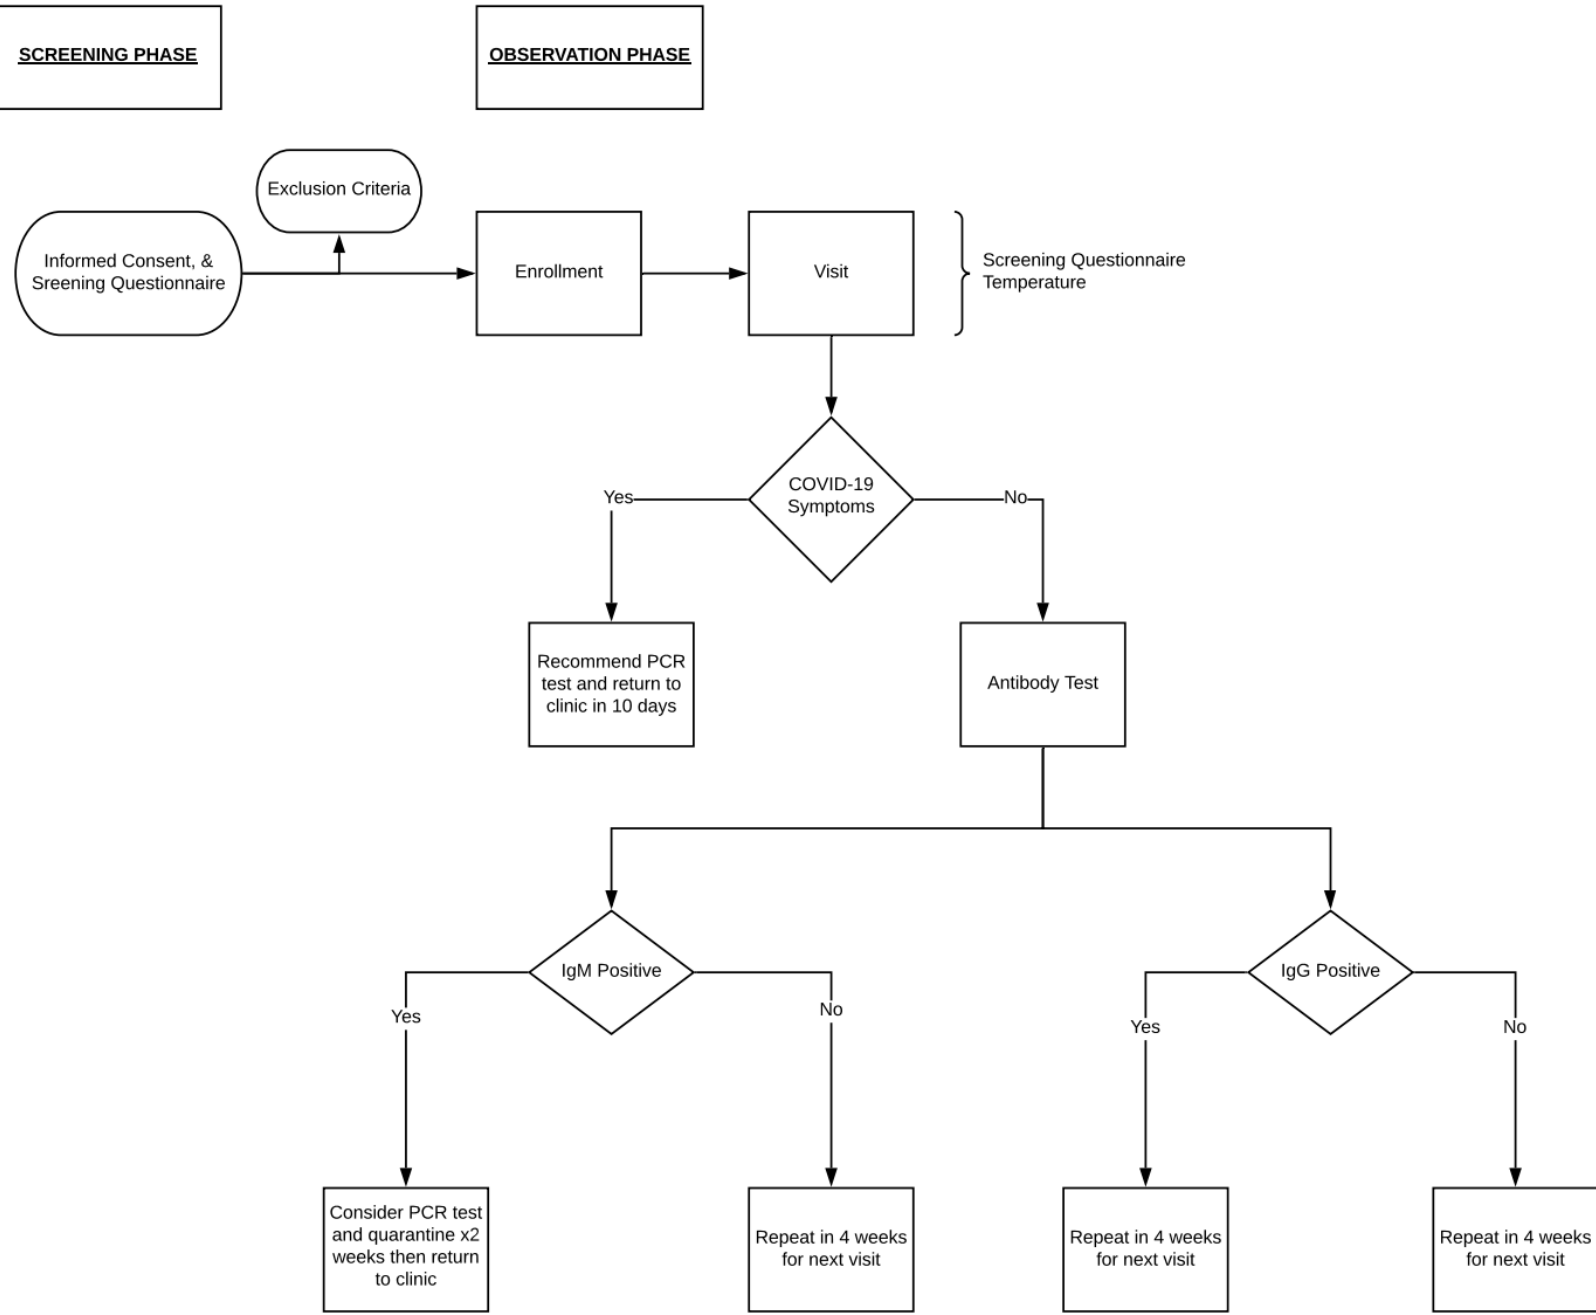 SCREENING PHASE
OBSERVATION PHASE
Exclusion Criteria
Informed Consent, &
Sreening Questionnaire
Enrollment
Visit
Screening Questionnaire
Temperature
COVID-19
Symptoms
Yes
No
Recommend PCR
test and return to
clinic in 10 days
Antibody Test
IgM Positive
IgG Positive
Yes
No
Yes
No
Consider PCR test
and quarantine x2
weeks then return
to clinic
Repeat in 4 weeks
for next visit
Repeat in 4 weeks
for next visit
Repeat in 4 weeks
for next visit